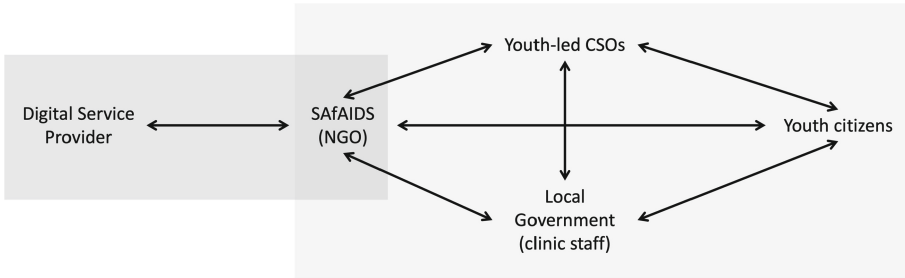 Youth-led CSOs
Digital Service
Provider
SAfAIDS
(NGO)
Youth citizens
Local
Government
(clinic staff)